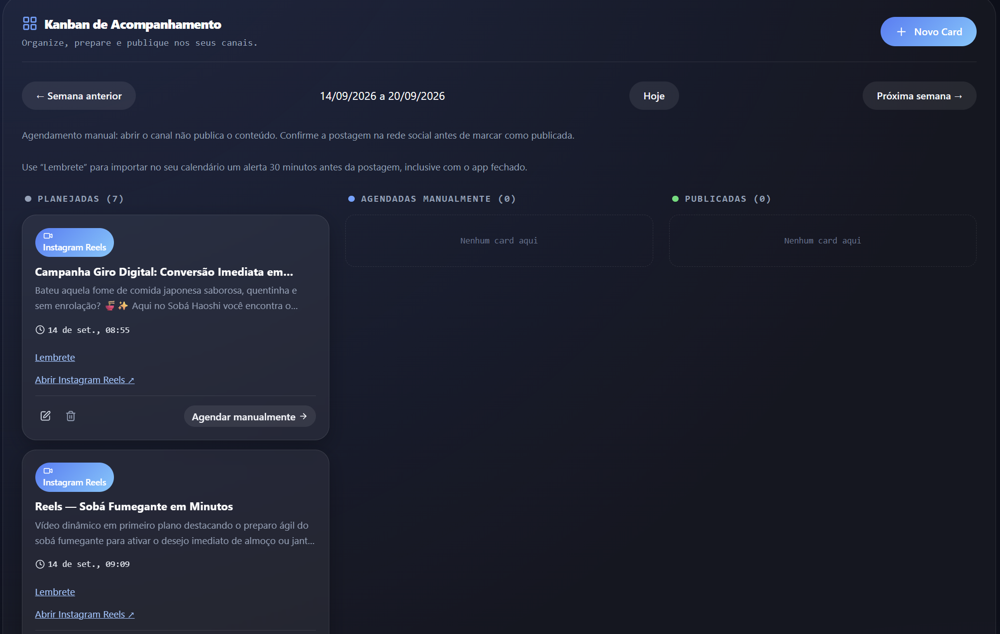 Kanban de Acompanhamento
Organize, prepare e publique nos seus canais.
+ Novo Card
← Semana anterior
14/09/2026 a 20/09/2026
Hoje
Próxima semana →
Agendamento manual: abrir o canal não publica o conteúdo. Confirme a postagem na rede social antes de marcar como publicada.
Use “Lembrete” para importar no seu calendário um alerta 30 minutos antes da postagem, inclusive com o app fechado.
PLANEJADAS (7)
Instagram Reels
Campanha Giro Digital: Conversão Imediata em...
Bateu aquela fome de comida japonesa saborosa, quentinha e
sem enrolação? 🍜✨ Aqui no Sobá Haoshi você encontra o...
14 de set., 08:55
Lembrete
Abrir Instagram Reels ↗
Agendar manualmente →
Instagram Reels
Reels — Sobá Fumegante em Minutos
Vídeo dinâmico em primeiro plano destacando o preparo ágil do
sobá fumegante para ativar o desejo imediato de almoço ou jant...
14 de set., 09:09
Lembrete
Abrir Instagram Reels ↗
AGENDADAS MANUALMENTE (0)
Nenhum card aqui
PUBLICADAS (0)
Nenhum card aqui